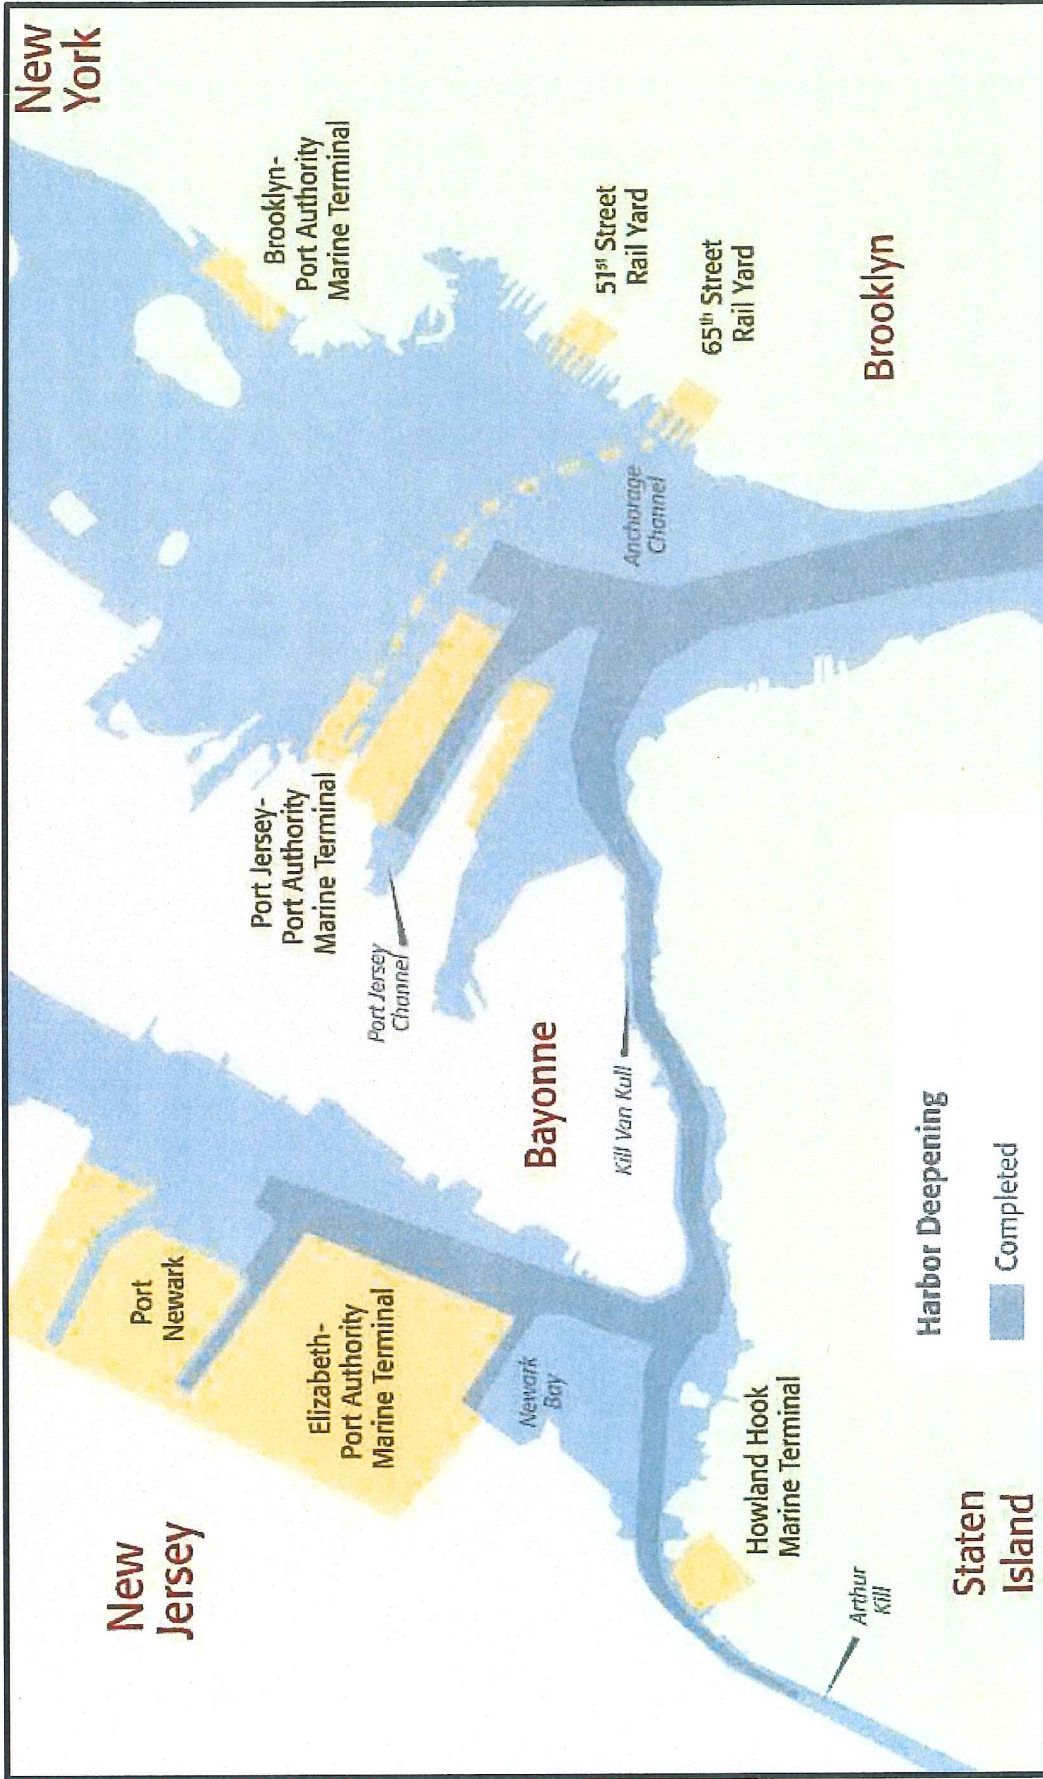 New
York
New
Jersey
Port
Newark
Elizabeth-
Port Authority
Marine Terminal
Newark
Bay
Howland Hook
Marine Terminal
Arthur
Kill
Staten
Island
Bayonne
Kill Van Kull
Port Jersey-
Port Authority
Marine Terminal
Port Jersey
Channel
Brooklyn-
Port Authority
Marine Terminal
51st Street
Rail Yard
65th Street
Rail Yard
Anchorage
Channel
Brooklyn
Harbor Deepening
Completed